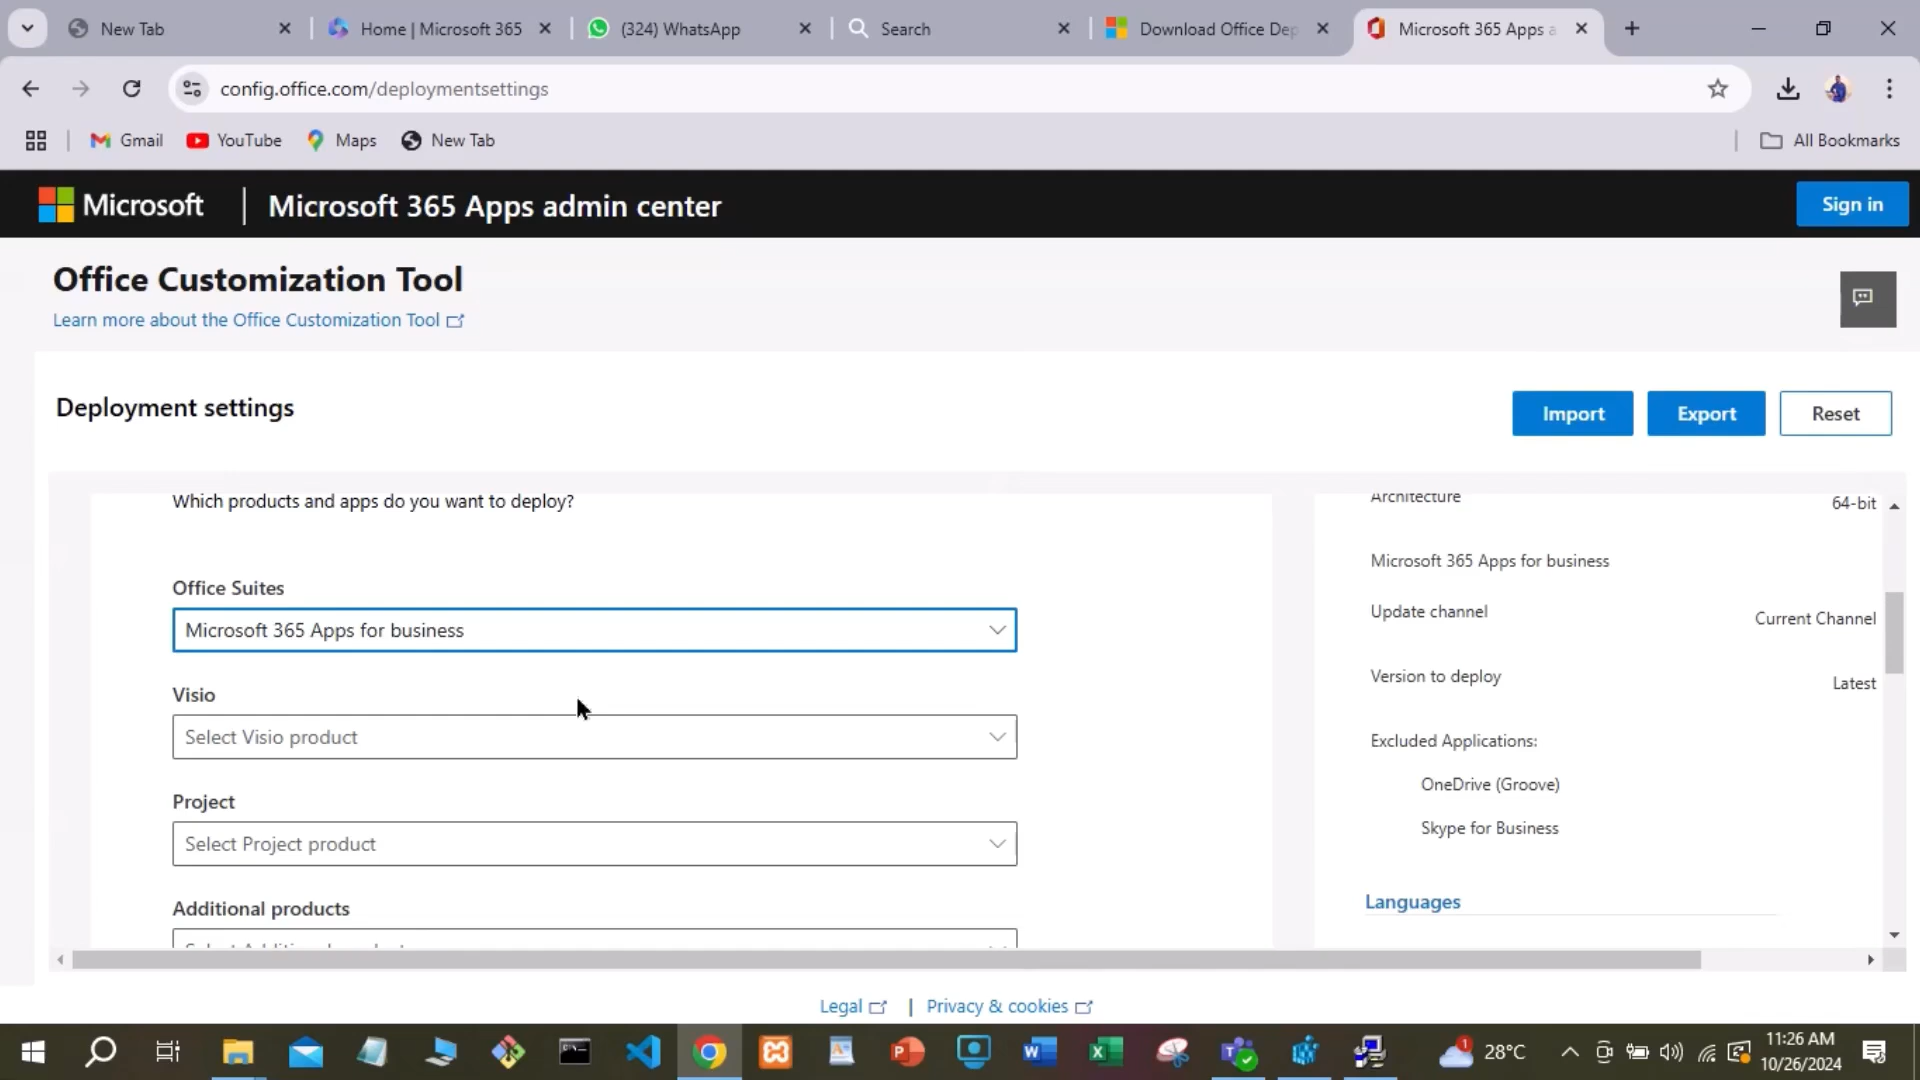 New Tab
Home | Microsoft 365
(324) WhatsApp
Search
Download Office Dep
Microsoft 365 Apps a
config.office.com/deploymentsettings
Gmail
YouTube
Maps
New Tab
All Bookmarks
Microsoft
Microsoft 365 Apps admin center
Sign in
Office Customization Tool
Learn more about the Office Customization Tool
Deployment settings
Import
Export
Reset
Which products and apps do you want to deploy?
Office Suites
Microsoft 365 Apps for business
Visio
Select Visio product
Project
Select Project product
Additional products
Architecture
64-bit
Microsoft 365 Apps for business
Update channel
Current Channel
Version to deploy
Latest
Excluded Applications:
OneDrive (Groove)
Skype for Business
Languages
Legal
|
Privacy & cookies
1
28°C
11:26 AM
10/26/2024